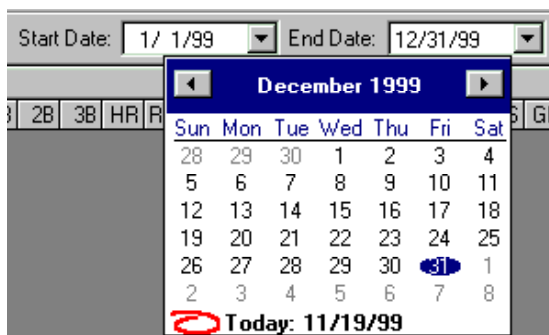 Start Date: 1/ 1/99 End Date: 12/31/99
December 1999
2B 3B HR
Sun Mon Tue Wed Thu Fri Sat
28 29 30 1 2 3 4
5 6 7 8 9 10 11
12 13 14 15 16 17 18
19 20 21 22 23 24 25
26 27 28 29 30 31 1
2 3 4 5 6 7 8
Today: 11/19/99